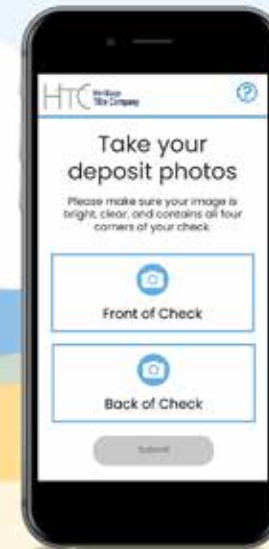 HTC Heritage
Title Company
?
Take your
deposit photos
Please make sure your image is
bright, clear, and contains all four
corners of your check.
Front of Check
Back of Check
Submit